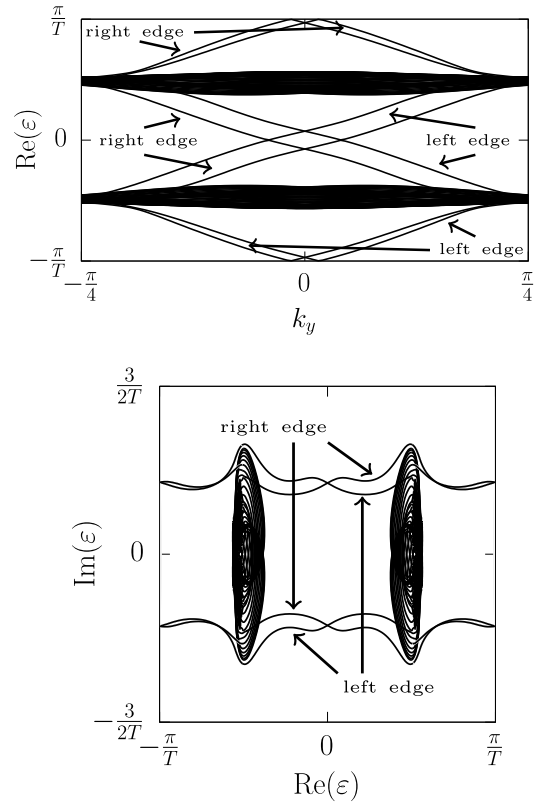 π/T
right edge
Re(ε)
0
right edge
left edge
left edge
−π/T
−π/4
0
π/4
k_y
3/2T
right edge
Im(ε)
0
left edge
−3/2T
−π/T
0
π/T
Re(ε)